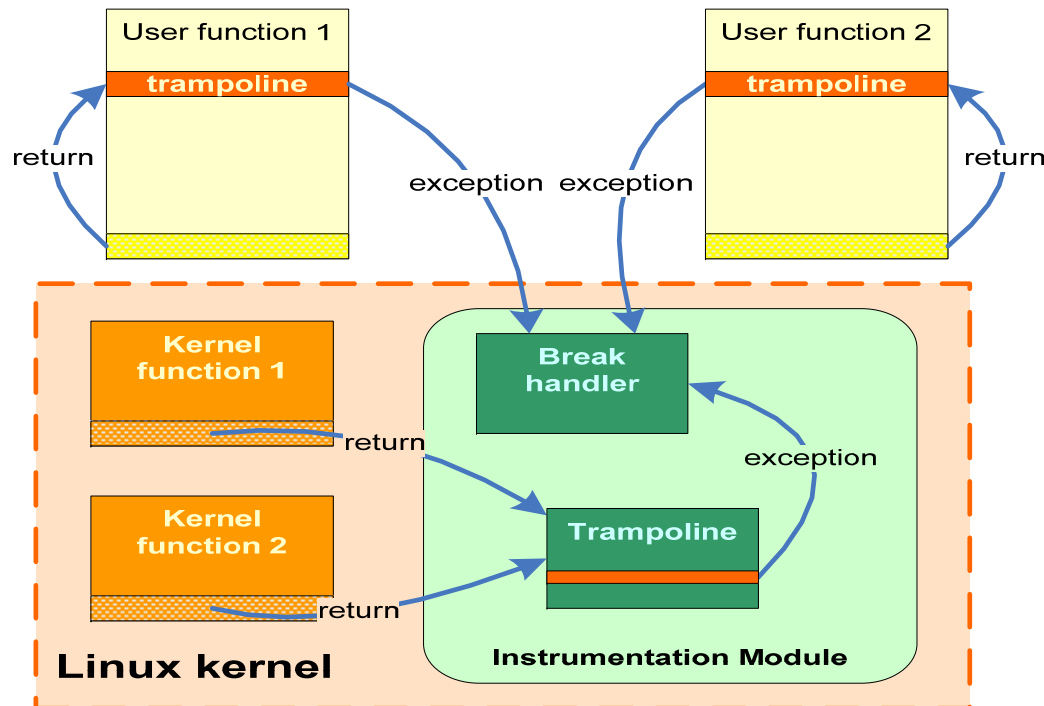 User function 1
trampoline
User function 2
trampoline
return
exception
exception
return
Kernel
function 1
return
Break
handler
exception
Kernel
function 2
return
Trampoline
Linux kernel
Instrumentation Module